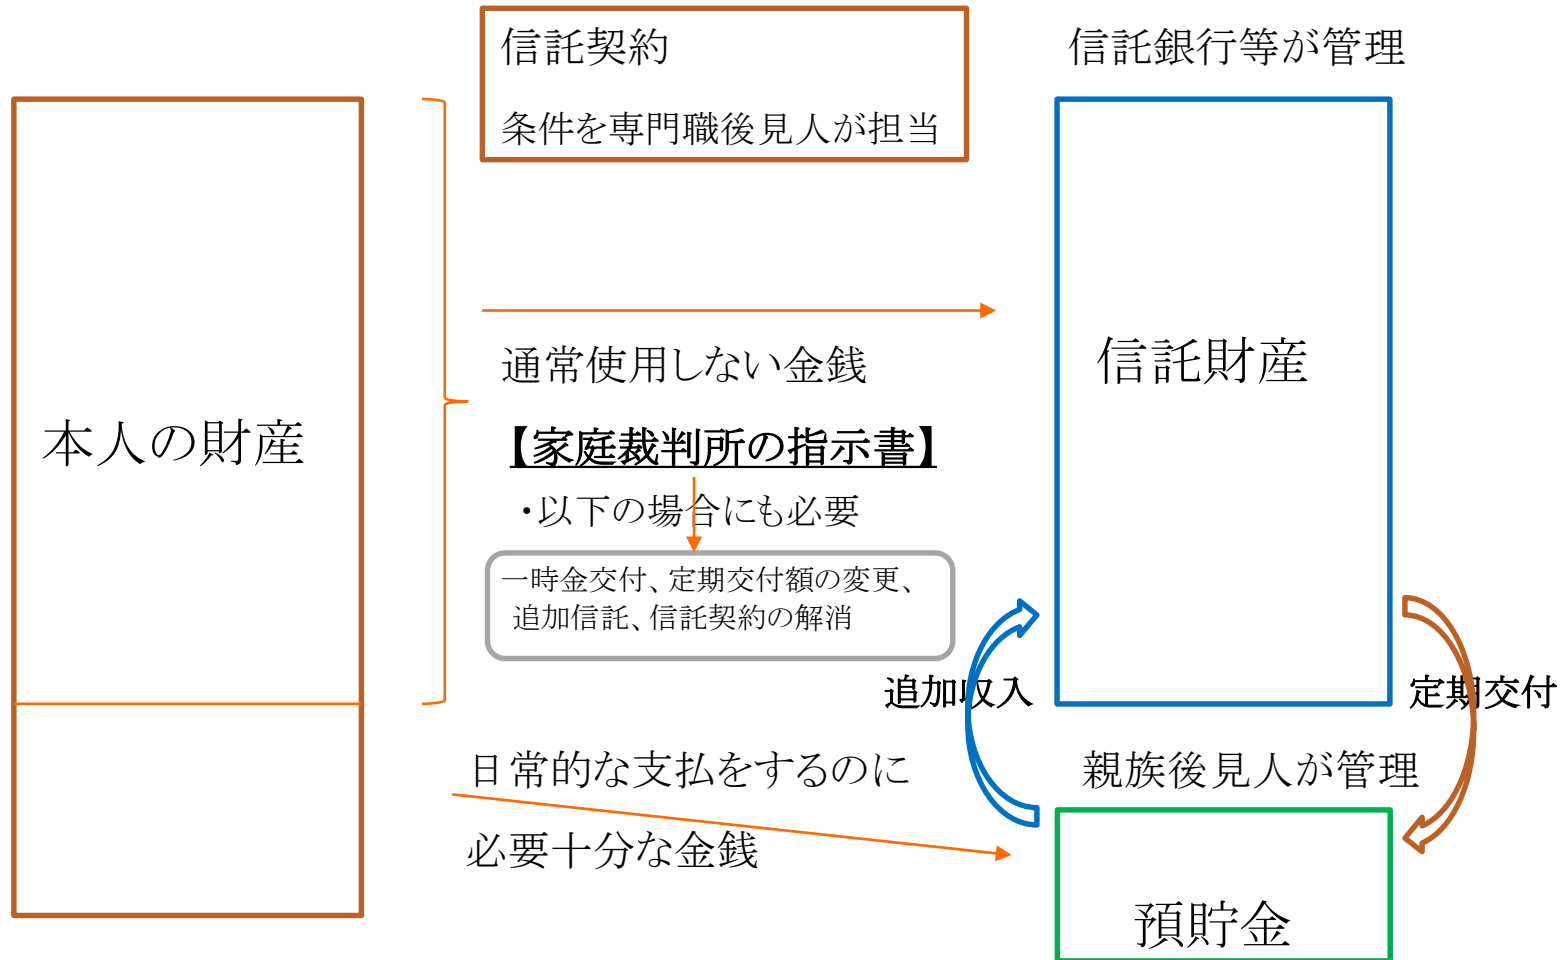 信託契約
条件を専門職後見人が担当
信託銀行等が管理
本人の財産
通常使用しない金銭
【家庭裁判所の指示書】
・以下の場合にも必要
一時金交付、定期交付額の変更、
追加信託、信託契約の解消
信託財産
追加収入
定期交付
日常的な支払をするのに
必要十分な金銭
親族後見人が管理
預貯金